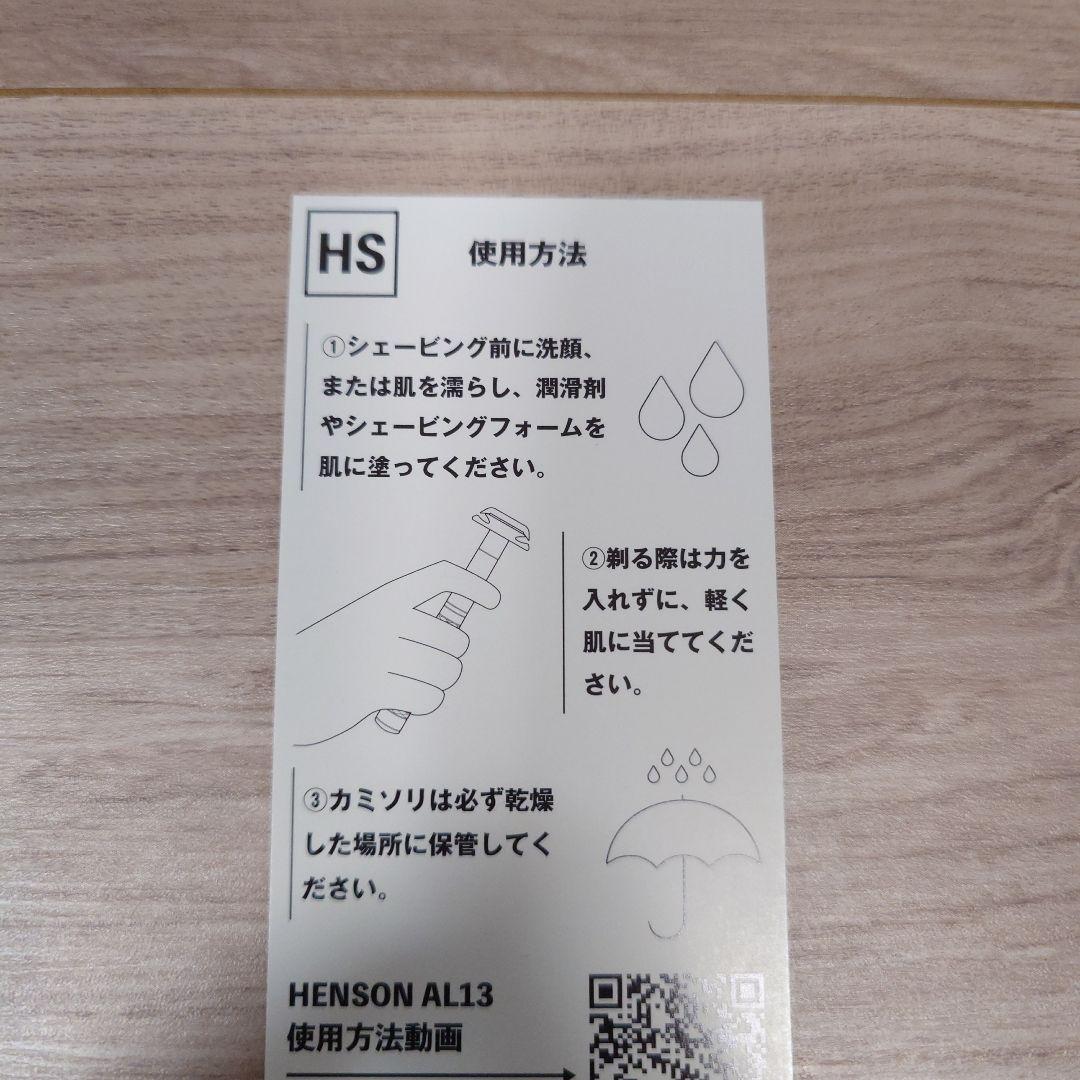 HS
使用方法
①シェービング前に洗顔、
または肌を濡らし、潤滑剤
やシェービングフォームを
肌に塗ってください。
②剃る際は力を
入れずに、軽く
肌に当ててくだ
さい。
③カミソリは必ず乾燥
した場所に保管してく
ださい。
HENSON AL13
使用方法動画